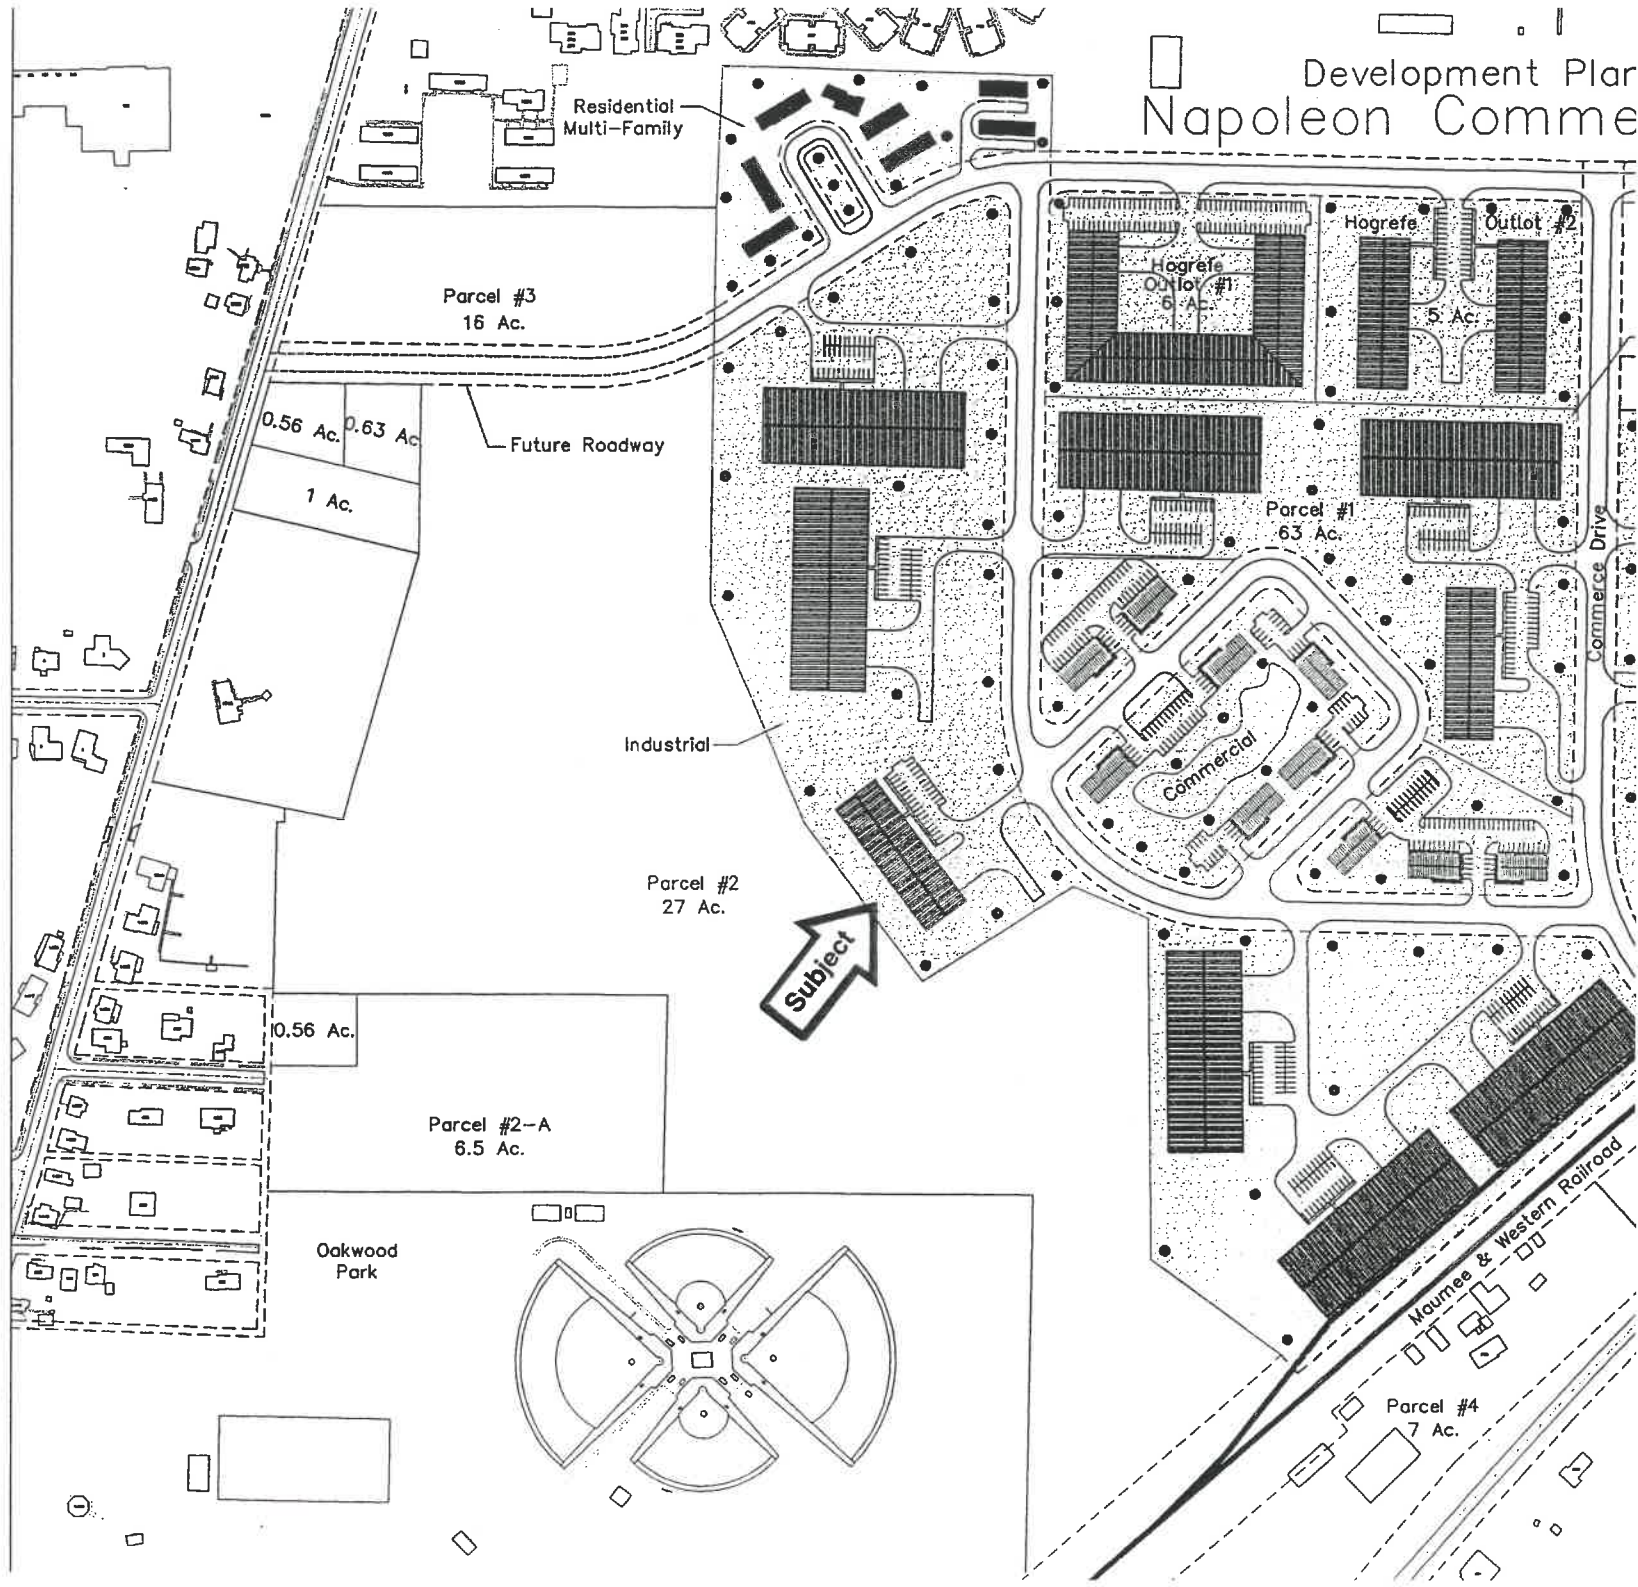 Development Plan
Napoleon Comme
Residential
Multi-Family
Hogrefe
Outlot #2
Hogrefe
Outlot #1
6 Ac.
5 Ac.
Parcel #3
16 Ac.
0.56 Ac.
0.63 Ac
Future Roadway
1 Ac.
Parcel #1
63 Ac.
Commerce Drive
Industrial
Commercial
Parcel #2
27 Ac.
Subject
0.56 Ac.
Parcel #2-A
6.5 Ac.
Oakwood
Park
Maumee & Western Railroad
Parcel #4
7 Ac.